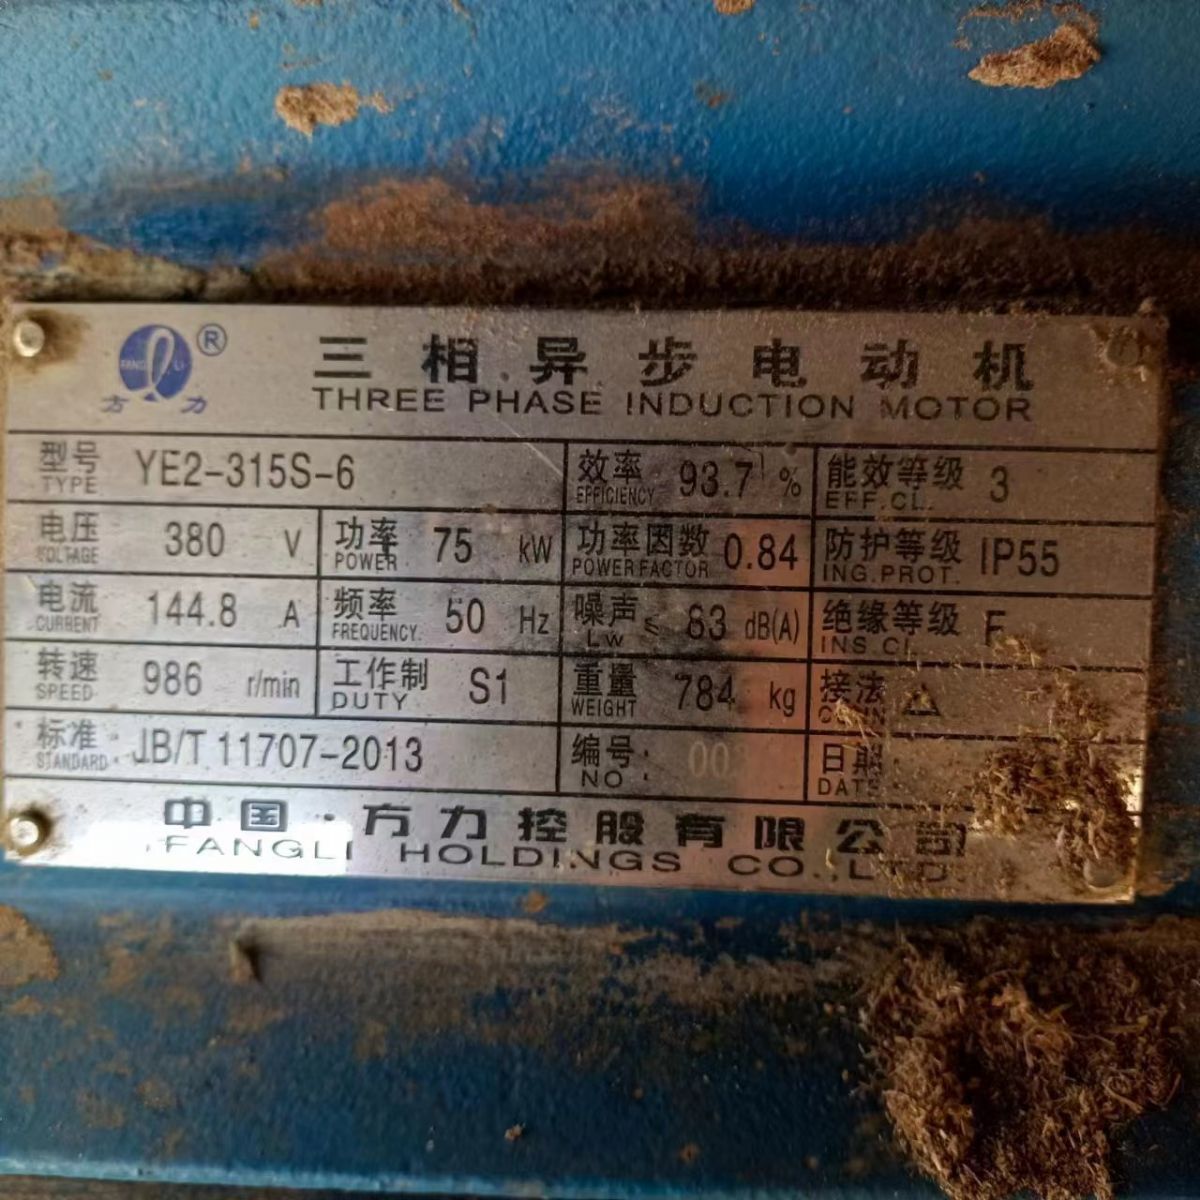 FANG LI
®
方 力
三相异步电动机
THREE PHASE INDUCTION MOTOR
型号 YE2-315S-6 效率 93.7 % 能效等级 3
TYPE EFFICIENCY EFF.CL.
电压 380 V 功率 75 kW 功率因数 0.84 防护等级 IP55
VOLTAGE POWER POWER FACTOR ING.PROT.
电流 144.8 A 频率 50 Hz 噪声 ≤ 83 dB(A) 绝缘等级 F
CURRENT FREQUENCY Lw INS.CL.
转速 986 r/min 工作制 S1 重量 784 kg 接法 △
SPEED DUTY WEIGHT
标准 JB/T 11707-2013 编号 日期
STANDARD NO DATE
中国·方力控股有限公司
FANGLI HOLDINGS CO.,LTD.